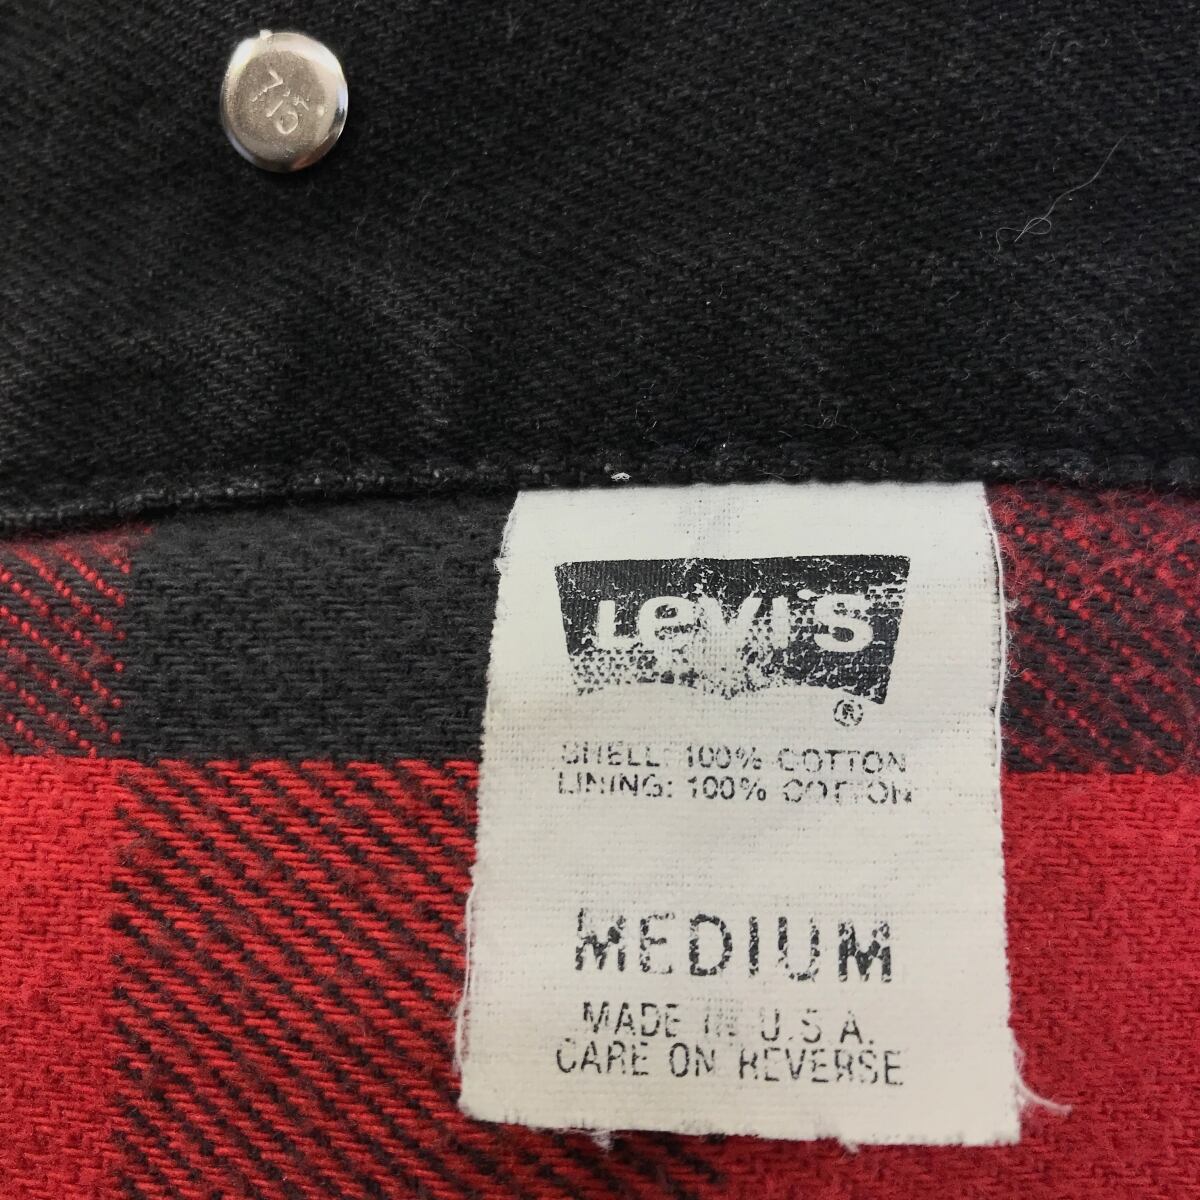 715
Levi's
®
SHELL: 100% COTTON
LINING: 100% COTTON
MEDIUM
MADE IN U.S.A.
CARE ON REVERSE